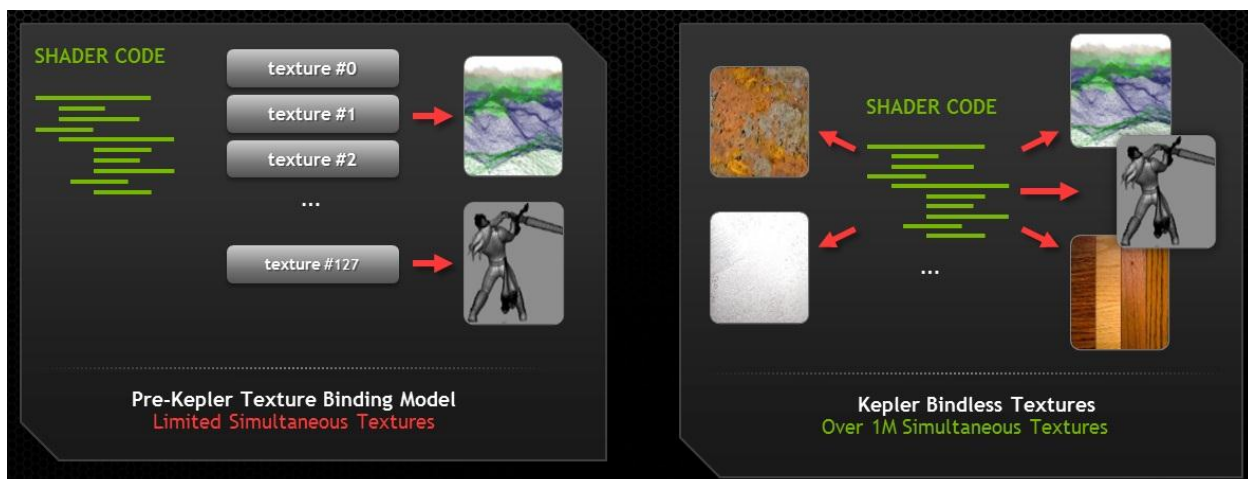 SHADER CODE
texture #0
texture #1
texture #2
...
texture #127
Pre-Kepler Texture Binding Model
Limited Simultaneous Textures
SHADER CODE
...
Kepler Bindless Textures
Over 1M Simultaneous Textures